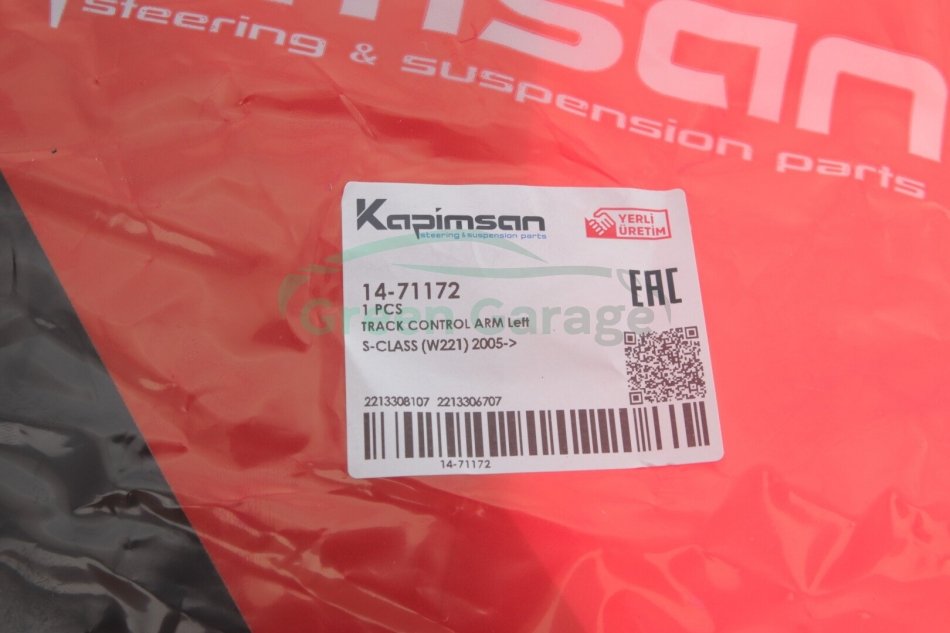 msan
steering & suspension parts
Kapimsan
steering & suspension parts
YERLİ
ÜRETİM
14-71172
1 PCS
EAC
Green Garage
TRACK CONTROL ARM Left
S-CLASS (W221) 2005->
2213308107 2213306707
14-71172